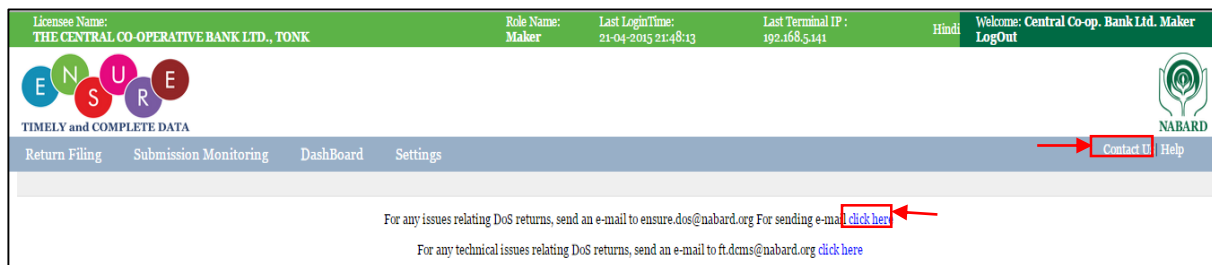 Licensee Name: Role Name: Last LoginTime: Last Terminal IP : Hindi Welcome: Central Co-op. Bank Ltd. Maker
THE CENTRAL CO-OPERATIVE BANK LTD., TONK Maker 21-04-2015 21:48:13 192.168.5.141 LogOut
ENSURE
TIMELY and COMPLETE DATA
NABARD
Return Filing Submission Monitoring DashBoard Settings Contact Us| Help
For any issues relating DoS returns, send an e-mail to ensure.dos@nabard.org For sending e-mail click here
For any technical issues relating DoS returns, send an e-mail to ft.dcms@nabard.org click here